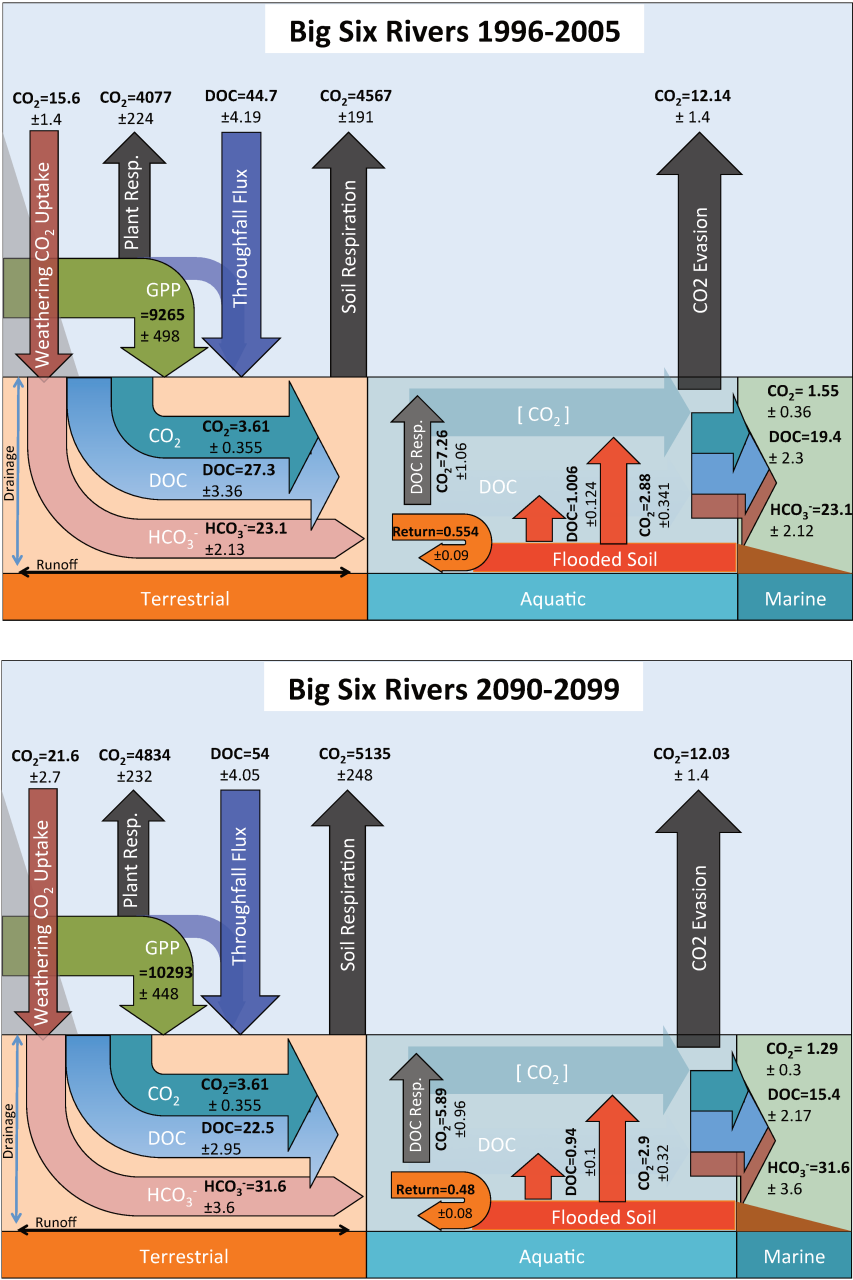 Big Six Rivers 1996-2005
CO₂=15.6
±1.4
CO₂=4077
±224
DOC=44.7
±4.19
CO₂=4567
±191
CO₂=12.14
± 1.4
Weathering CO₂ Uptake
Plant Resp.
Throughfall Flux
Soil Respiration
CO2 Evasion
GPP
=9265
± 498
Drainage
CO₂
CO₂=3.61
± 0.355
DOC
DOC=27.3
±3.36
HCO₃⁻
HCO₃⁻=23.1
±2.13
Runoff
DOC Resp.
CO₂=7.26
±1.06
[ CO₂ ]
DOC
Return=0.554
±0.09
DOC=1.006
±0.124
CO₂=2.88
±0.341
Flooded Soil
CO₂= 1.55
± 0.36
DOC=19.4
± 2.3
HCO₃⁻=23.1
± 2.12
Terrestrial
Aquatic
Marine
Big Six Rivers 2090-2099
CO₂=21.6
±2.7
CO₂=4834
±232
DOC=54
±4.05
CO₂=5135
±248
CO₂=12.03
± 1.4
Weathering CO₂ Uptake
Plant Resp.
Throughfall Flux
Soil Respiration
CO2 Evasion
GPP
=10293
± 448
Drainage
CO₂
CO₂=3.61
± 0.355
DOC
DOC=22.5
±2.95
HCO₃⁻
HCO₃⁻=31.6
±3.6
Runoff
DOC Resp.
CO₂=5.89
±0.96
[ CO₂ ]
DOC
Return=0.48
±0.08
DOC=0.94
±0.1
CO₂=2.9
±0.32
Flooded Soil
CO₂= 1.29
± 0.3
DOC=15.4
± 2.17
HCO₃⁻=31.6
± 3.6
Terrestrial
Aquatic
Marine